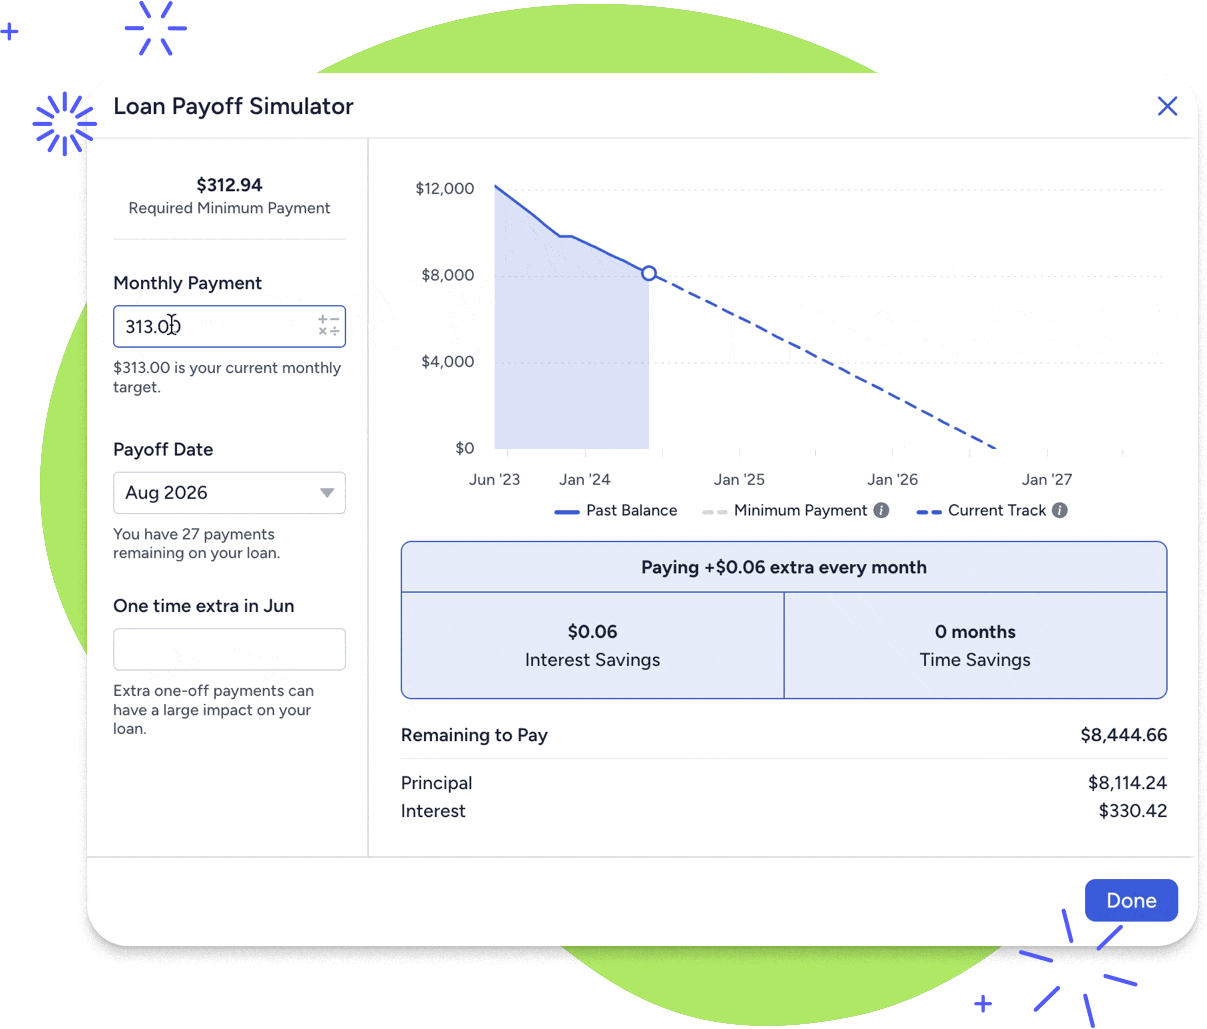 Loan Payoff Simulator
$312.94
Required Minimum Payment
Monthly Payment
313.00
$313.00 is your current monthly
target.
Payoff Date
Aug 2026
You have 27 payments
remaining on your loan.
One time extra in Jun
Extra one-off payments can
have a large impact on your
loan.
$12,000
$8,000
$4,000
$0
Jun '23 Jan '24 Jan '25 Jan '26 Jan '27
Past Balance Minimum Payment i Current Track i
Paying +$0.06 extra every month
$0.06 0 months
Interest Savings Time Savings
Remaining to Pay $8,444.66
Principal $8,114.24
Interest $330.42
Done